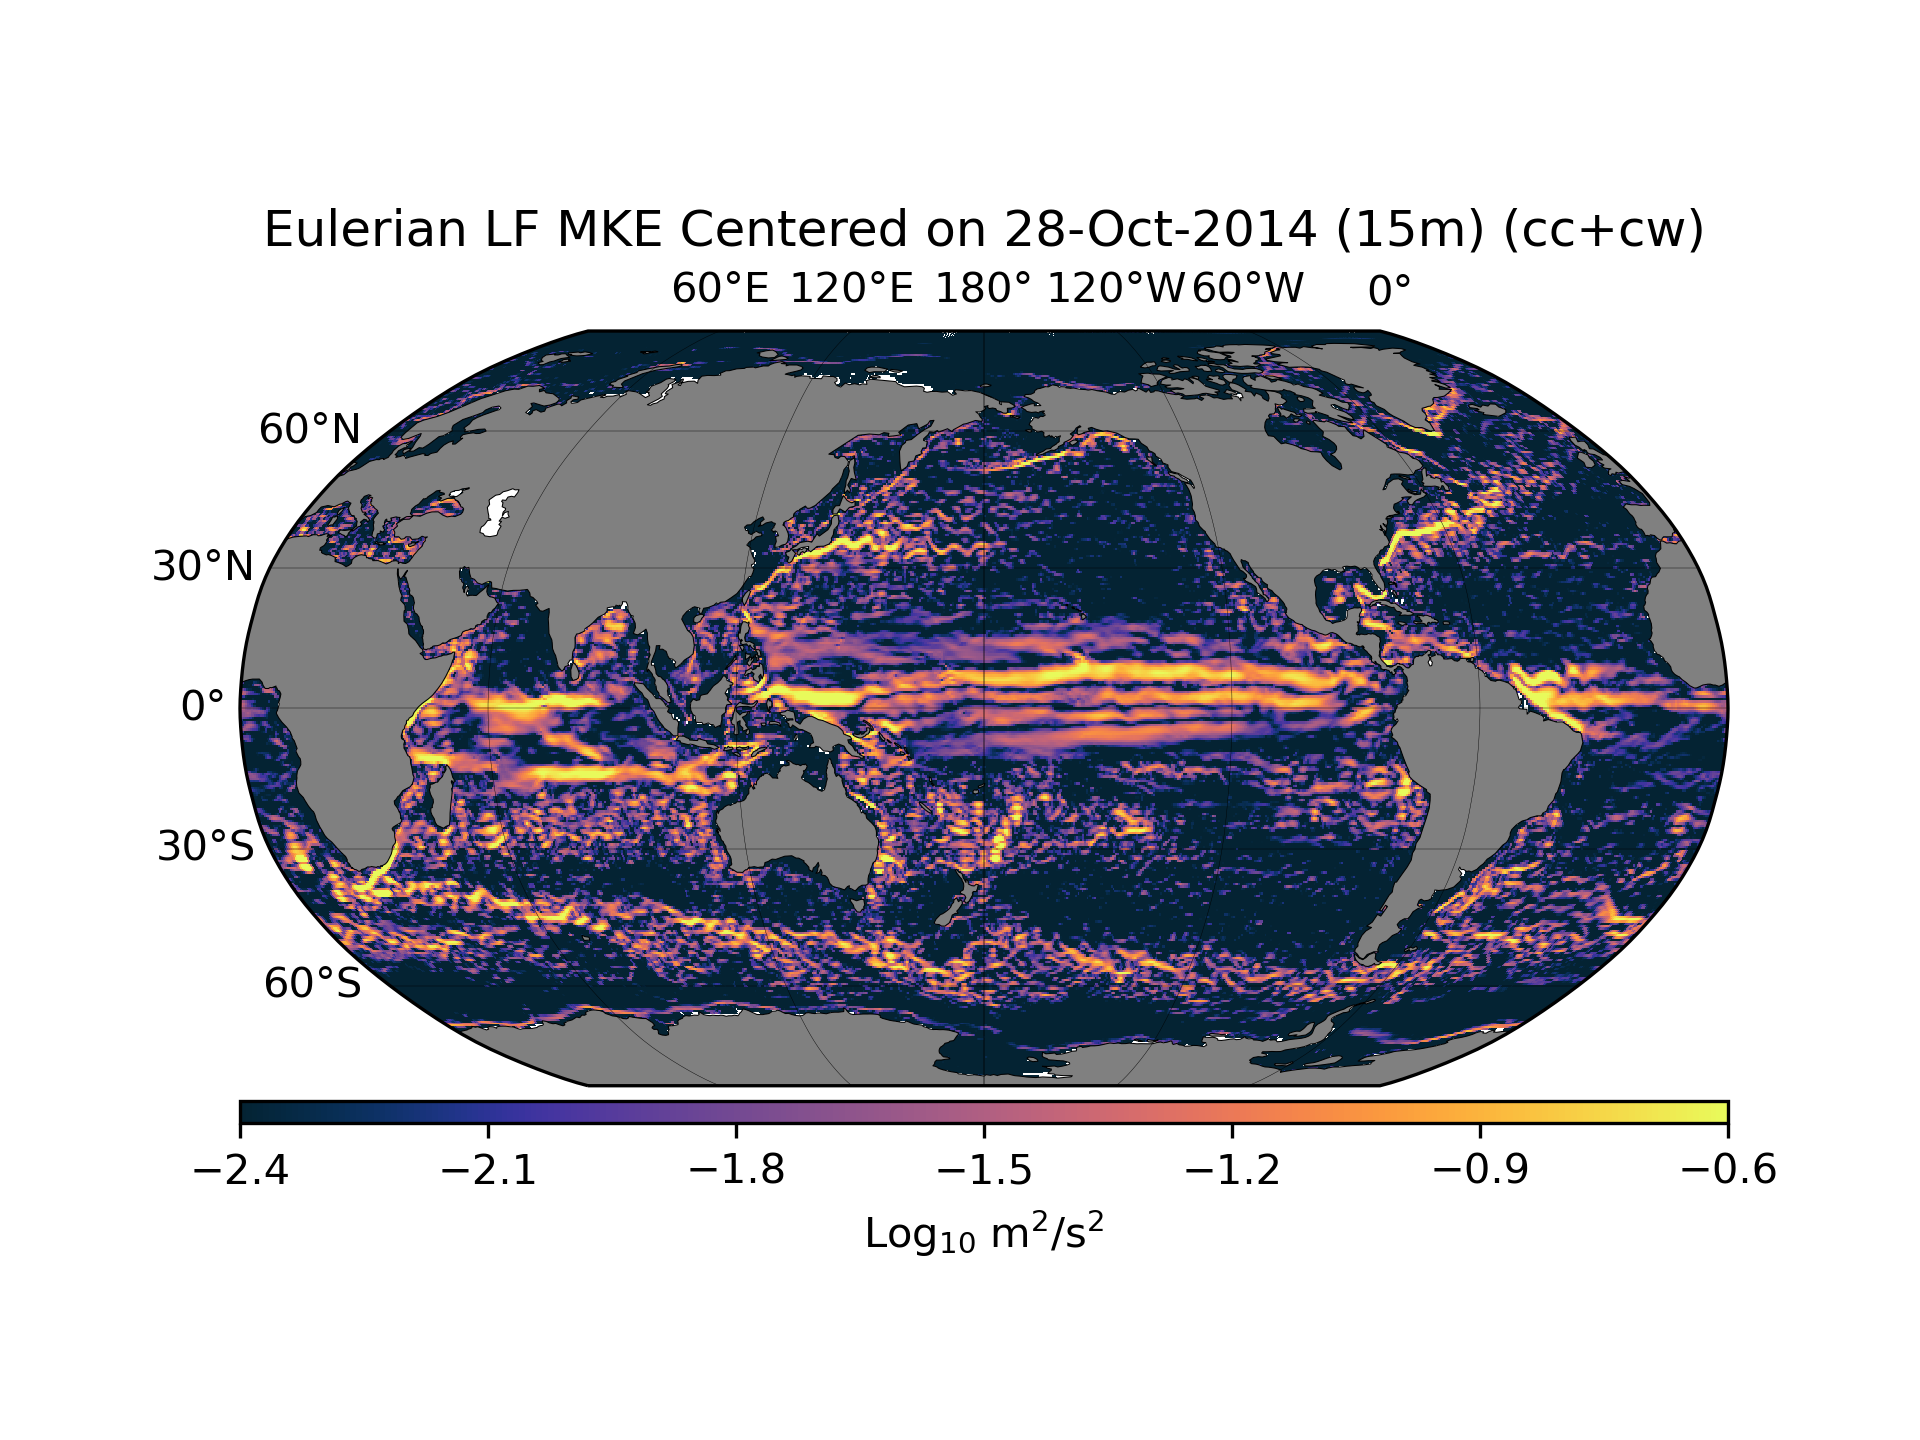 Eulerian LF MKE Centered on 28-Oct-2014 (15m) (cc+cw)
60°E 120°E 180° 120°W 60°W 0°
60°N
30°N
0°
30°S
60°S
−2.4 −2.1 −1.8 −1.5 −1.2 −0.9 −0.6
Log₁₀ m²/s²